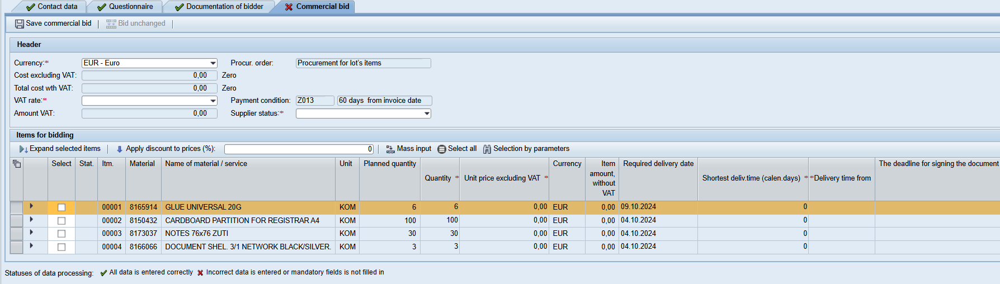 Contact data Questionnaire Documentation of bidder Commercial bid
Save commercial bid Bid unchanged
Header
Currency:* EUR - Euro Procur. order: Procurement for lot's items
Cost excluding VAT: 0,00 Zero
Total cost wth VAT: 0,00 Zero
VAT rate:* Payment condition: Z013 60 days from invoice date
Amount VAT: 0,00 Supplier status:*
Items for bidding
Expand selected items Apply discount to prices (%): 0 Mass input Select all Selection by parameters
Select Stat. Itm. Material Name of material / service Unit Planned quantity Quantity * Unit price excluding VAT * Currency Item amount, without VAT Required delivery date Shortest deliv.time (calen.days) * *Delivery time from The deadline for signing the document
00001 8165914 GLUE UNIVERSAL 20G KOM 6 6 0,00 EUR 0,00 09.10.2024 0
00002 8150432 CARDBOARD PARTITION FOR REGISTRAR A4 KOM 100 100 0,00 EUR 0,00 04.10.2024 0
00003 8173037 NOTES 76x76 ZUTI KOM 30 30 0,00 EUR 0,00 04.10.2024 0
00004 8166066 DOCUMENT SHEL. 3/1 NETWORK BLACK/SILVER. KOM 3 3 0,00 EUR 0,00 04.10.2024 0
Statuses of data processing: All data is entered correctly Incorrect data is entered or mandatory fields is not filled in